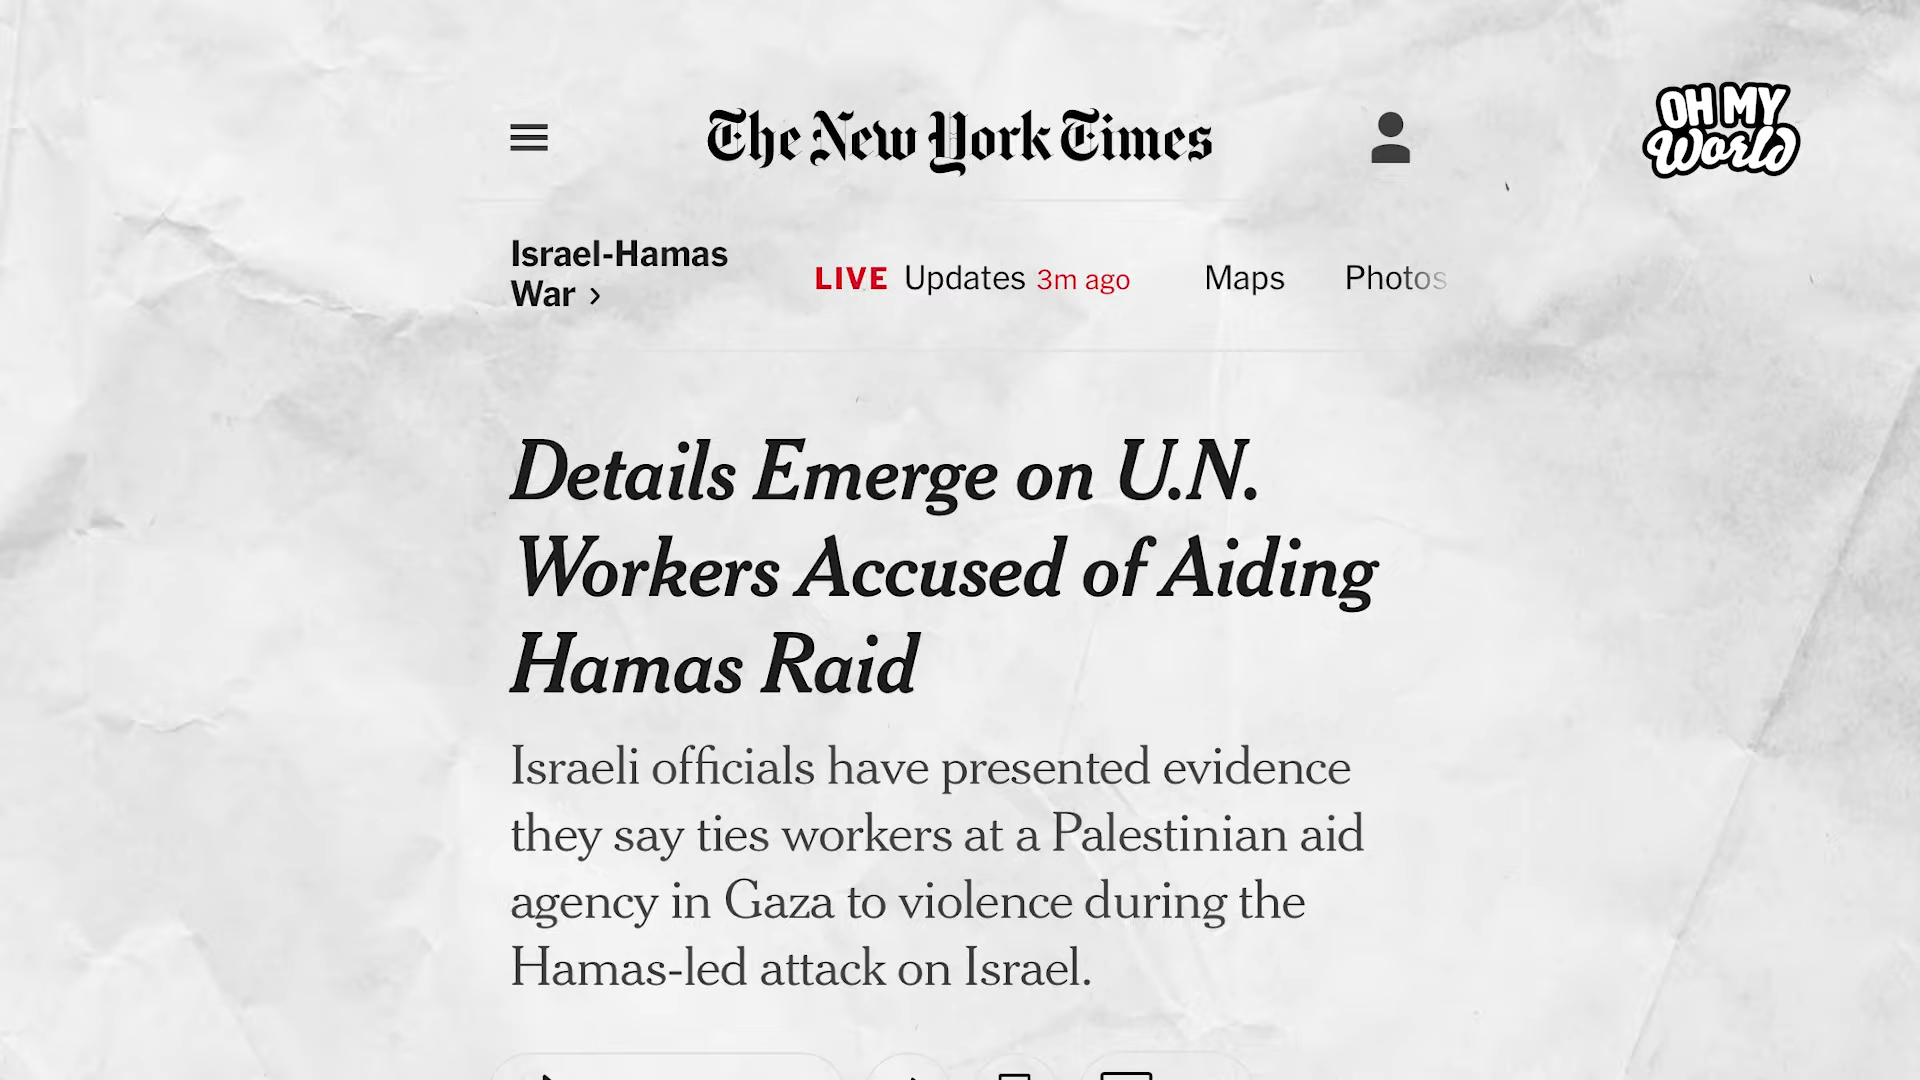 The New York Times
OH MY
World
Israel-Hamas
War ›
LIVE Updates 3m ago Maps Photos
Details Emerge on U.N.
Workers Accused of Aiding
Hamas Raid
Israeli officials have presented evidence
they say ties workers at a Palestinian aid
agency in Gaza to violence during the
Hamas-led attack on Israel.